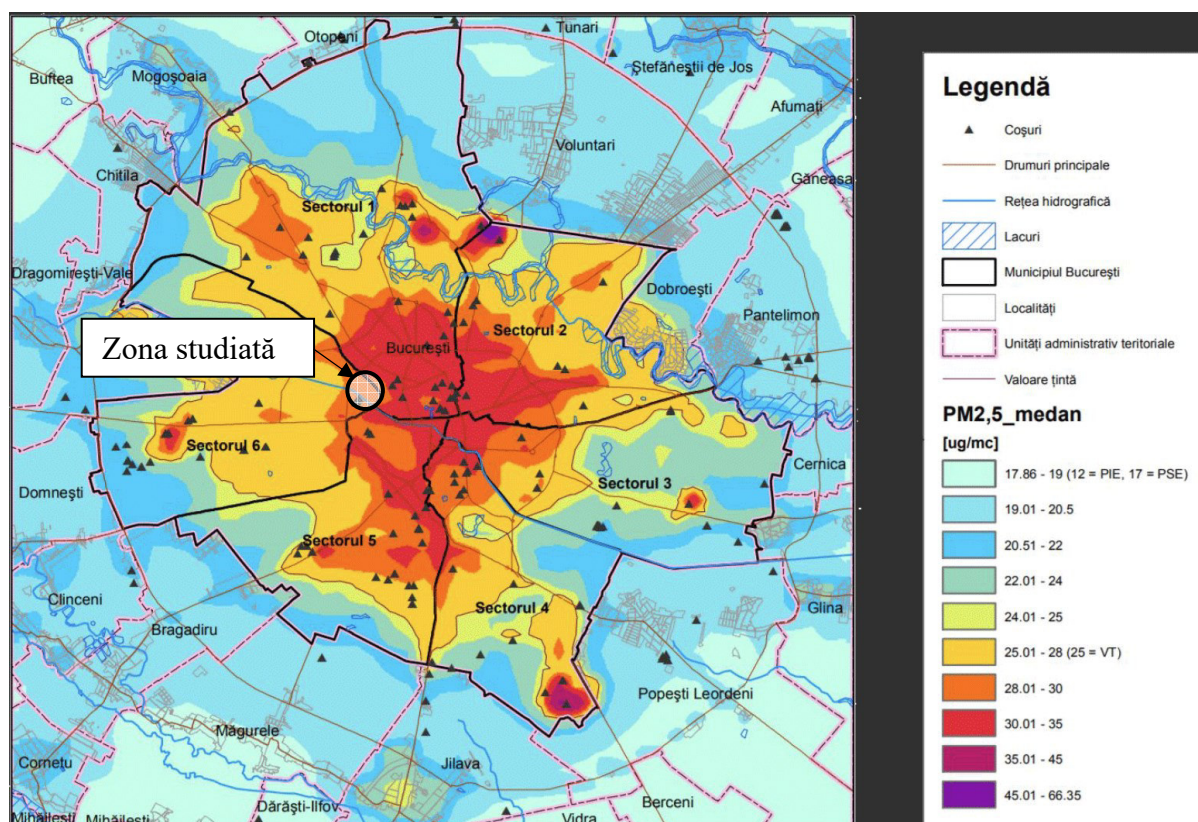 Otopeni
Tunari
Buftea
Mogoşoaia
Ştefăneştii de Jos
Afumaţi
Voluntari
Chitila
Găneasa
Sectorul 1
Dragomireşti-Vale
Dobroeşti
Pantelimon
Sectorul 2
Zona studiată
Bucureşti
Sectorul 6
Cernica
Domneşti
Sectorul 3
Sectorul 5
Clinceni
Sectorul 4
Glina
Bragadiru
Popeşti Leordeni
Măgurele
Cornetu
Jilava
Berceni
Dărăşti-Ilfov
Mihăileşti
Mihăileşti
Vidra
Legendă
Coşuri
Drumuri principale
Reţea hidrografică
Lacuri
Municipiul Bucureşti
Localităţi
Unităţi administrativ teritoriale
Valoare ţintă
PM2,5_medan
[ug/mc]
17.86 - 19 (12 = PIE, 17 = PSE)
19.01 - 20.5
20.51 - 22
22.01 - 24
24.01 - 25
25.01 - 28 (25 = VT)
28.01 - 30
30.01 - 35
35.01 - 45
45.01 - 66.35